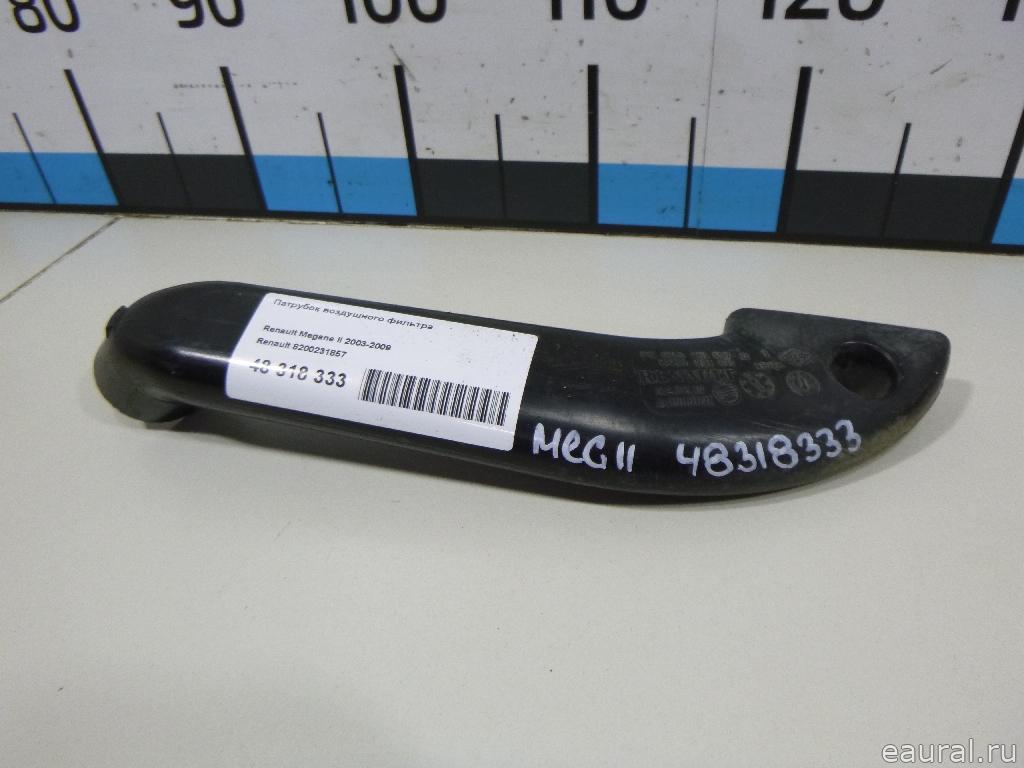 80 90 100 110 120
Патрубок воздушного фильтра
Renault Megane II 2003-2009
Renault 8200231857
48 318 333
MEG II 48318333
eaural.ru